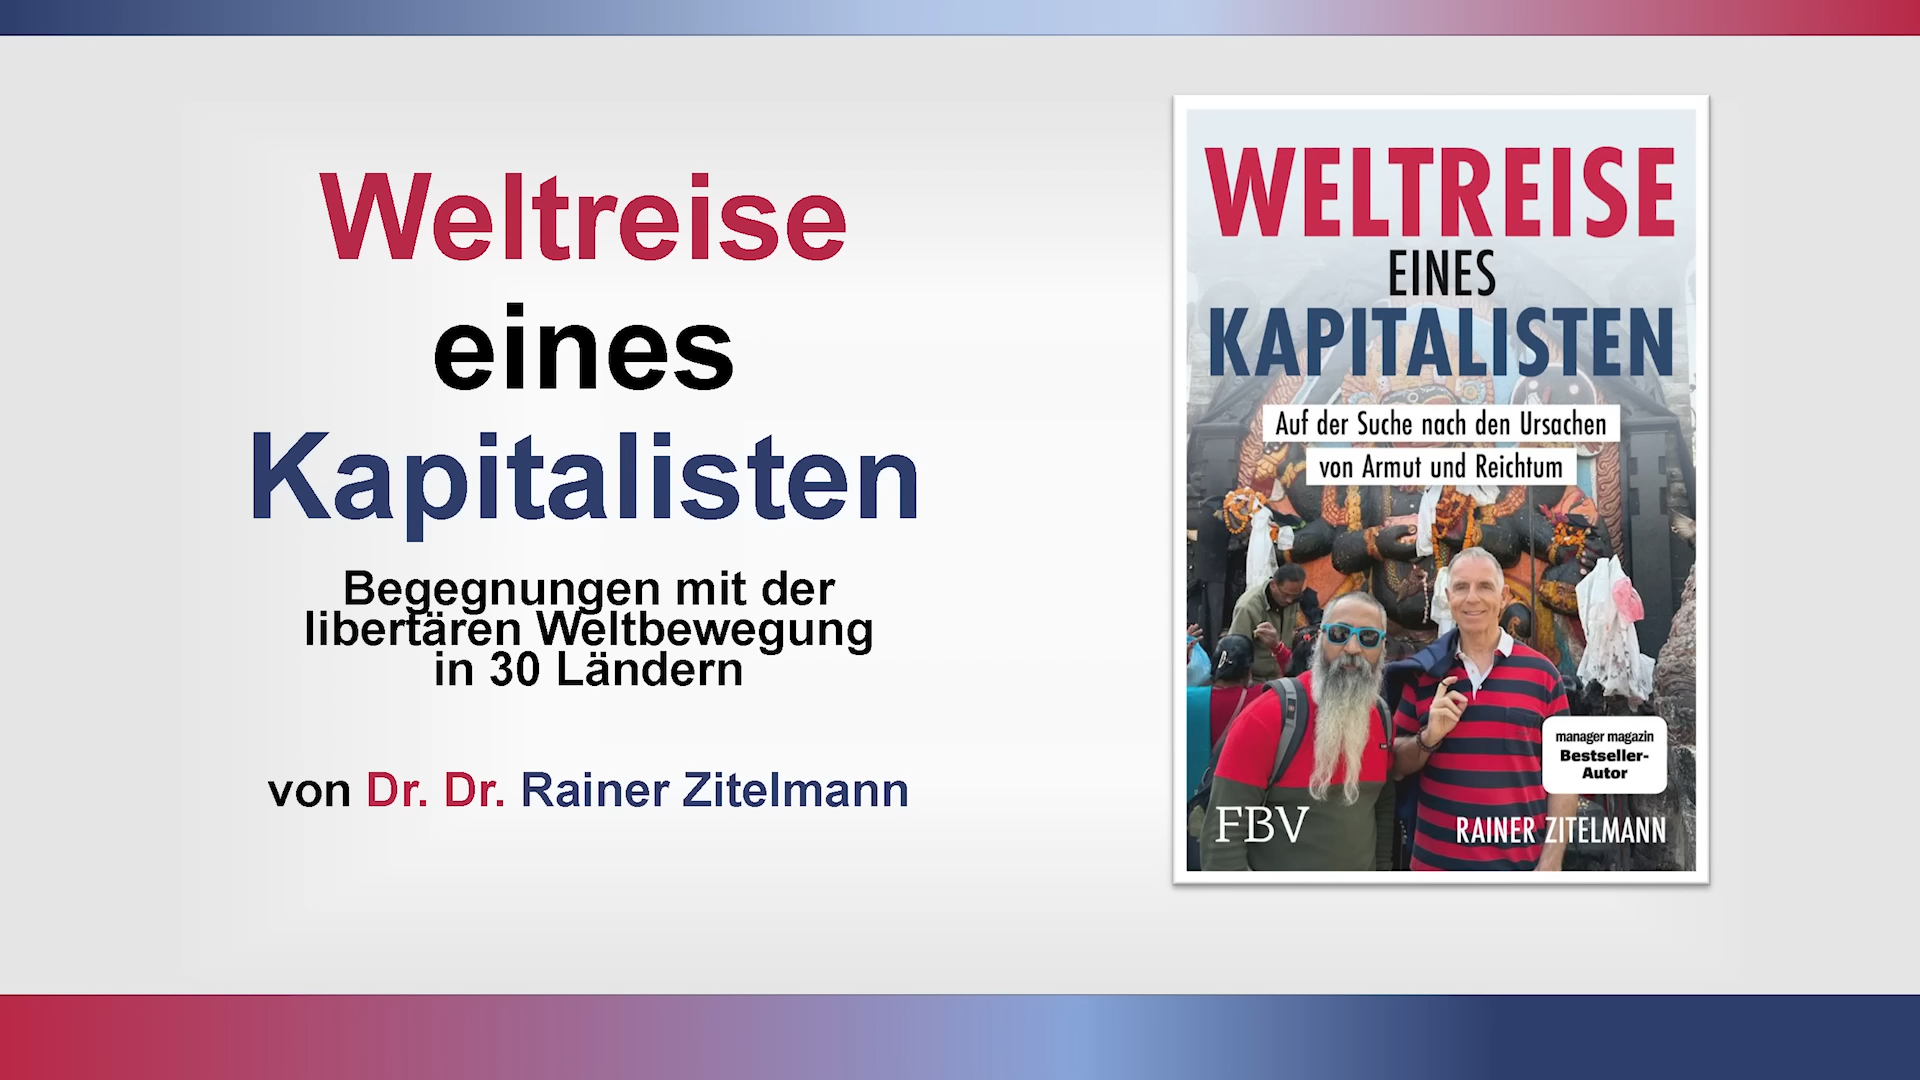 Weltreise
eines
Kapitalisten
Begegnungen mit der
libertären Weltbewegung
in 30 Ländern
von Dr. Dr. Rainer Zitelmann
WELTREISE
EINES
KAPITALISTEN
Auf der Suche nach den Ursachen
von Armut und Reichtum
manager magazin
Bestseller-
Autor
FBV
RAINER ZITELMANN